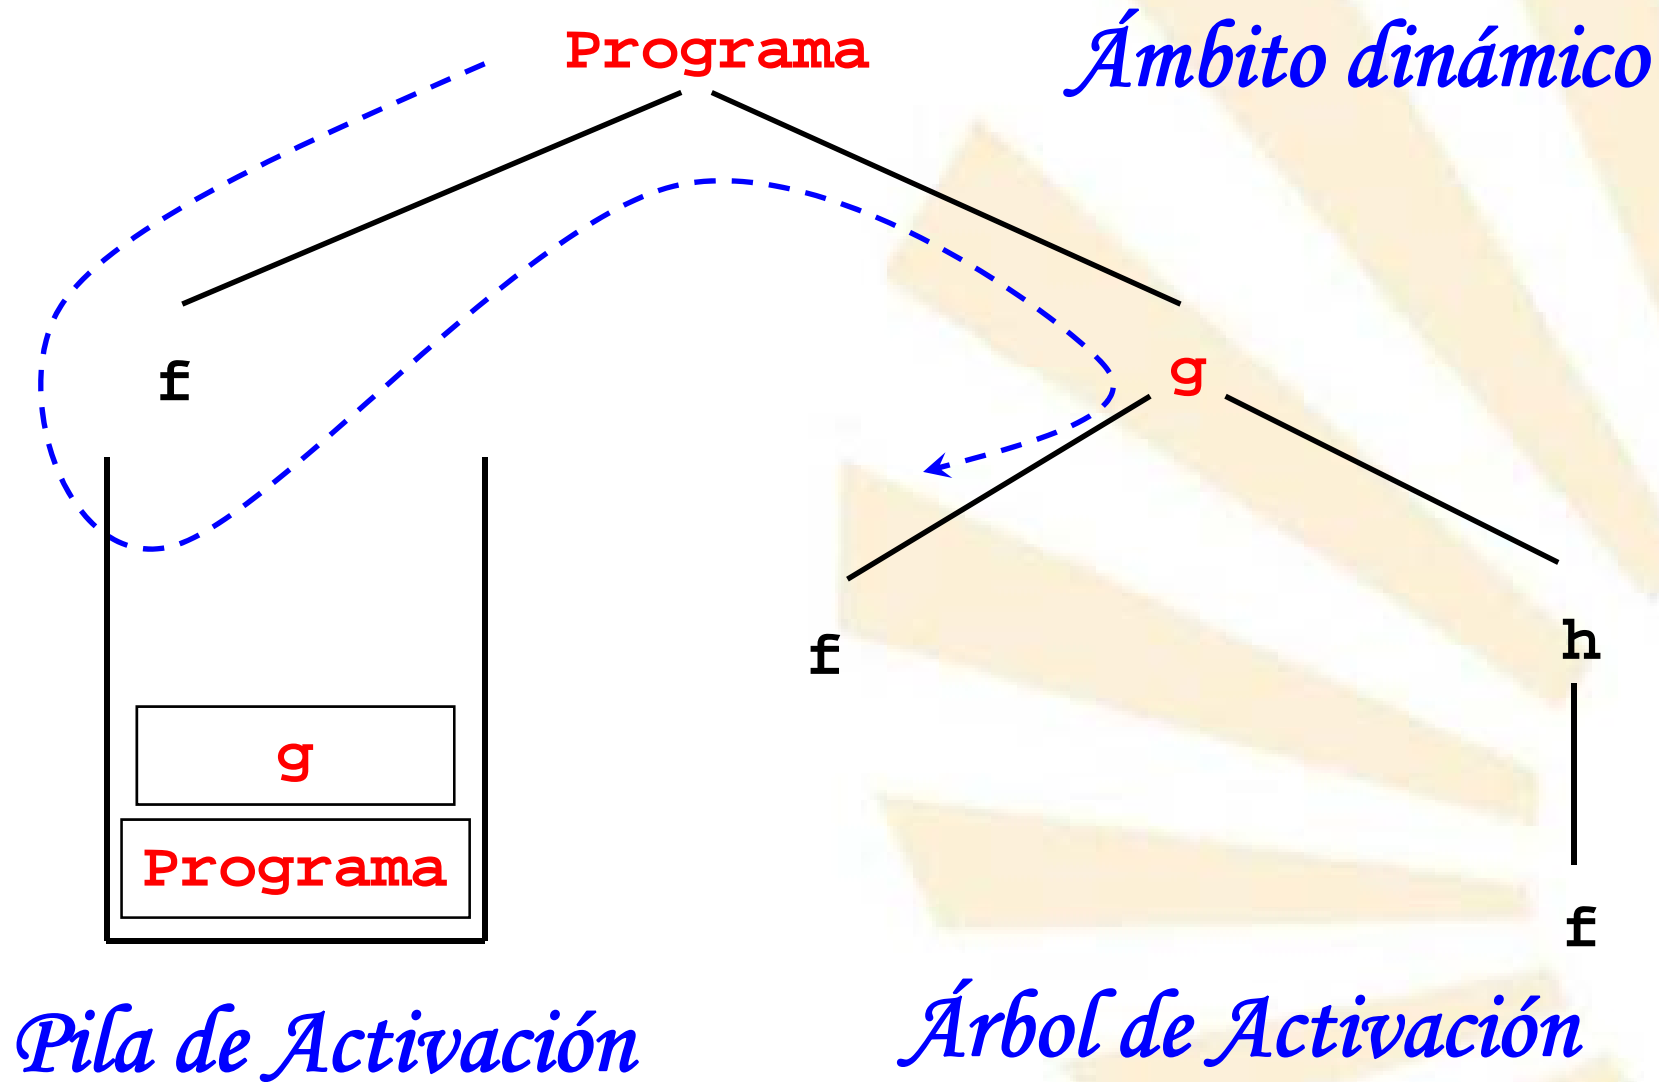 Programa
Ámbito dinámico
f
g
f
h
g
Programa
f
Pila de Activación
Árbol de Activación